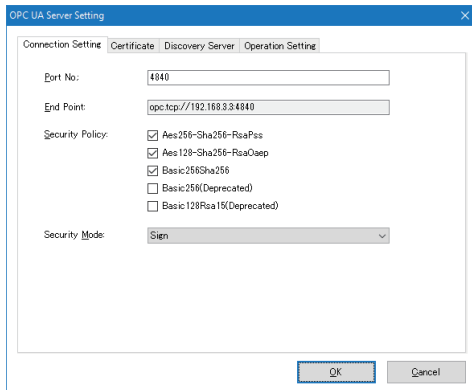 OPC UA Server Setting
Connection Setting Certificate Discovery Server Operation Setting
Port No.: 4840
End Point: opc.tcp://192.168.3.3:4840
Security Policy: Aes256-Sha256-RsaPss
Aes128-Sha256-RsaOaep
Basic256Sha256
Basic256(Deprecated)
Basic128Rsa15(Deprecated)
Security Mode: Sign
OK Cancel